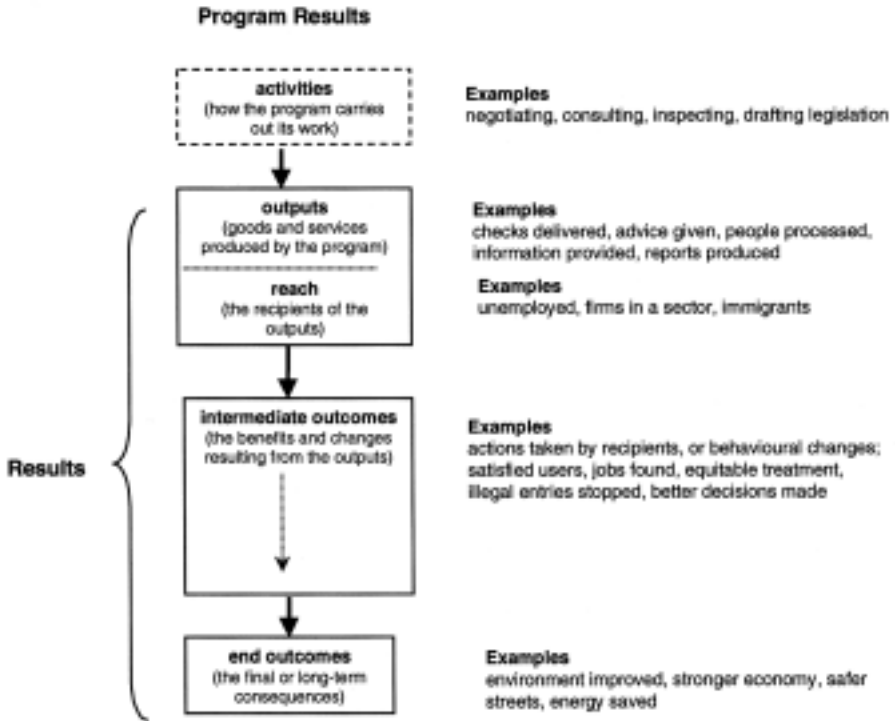 Program Results
activities
(how the program carries
out its work)
Examples
negotiating, consulting, inspecting, drafting legislation
outputs
(goods and services
produced by the program)
Examples
checks delivered, advice given, people processed,
information provided, reports produced
reach
(the recipients of the
outputs)
Examples
unemployed, firms in a sector, immigrants
Results
intermediate outcomes
(the benefits and changes
resulting from the outputs)
Examples
actions taken by recipients, or behavioural changes;
satisfied users, jobs found, equitable treatment,
illegal entries stopped, better decisions made
end outcomes
(the final or long-term
consequences)
Examples
environment improved, stronger economy, safer
streets, energy saved